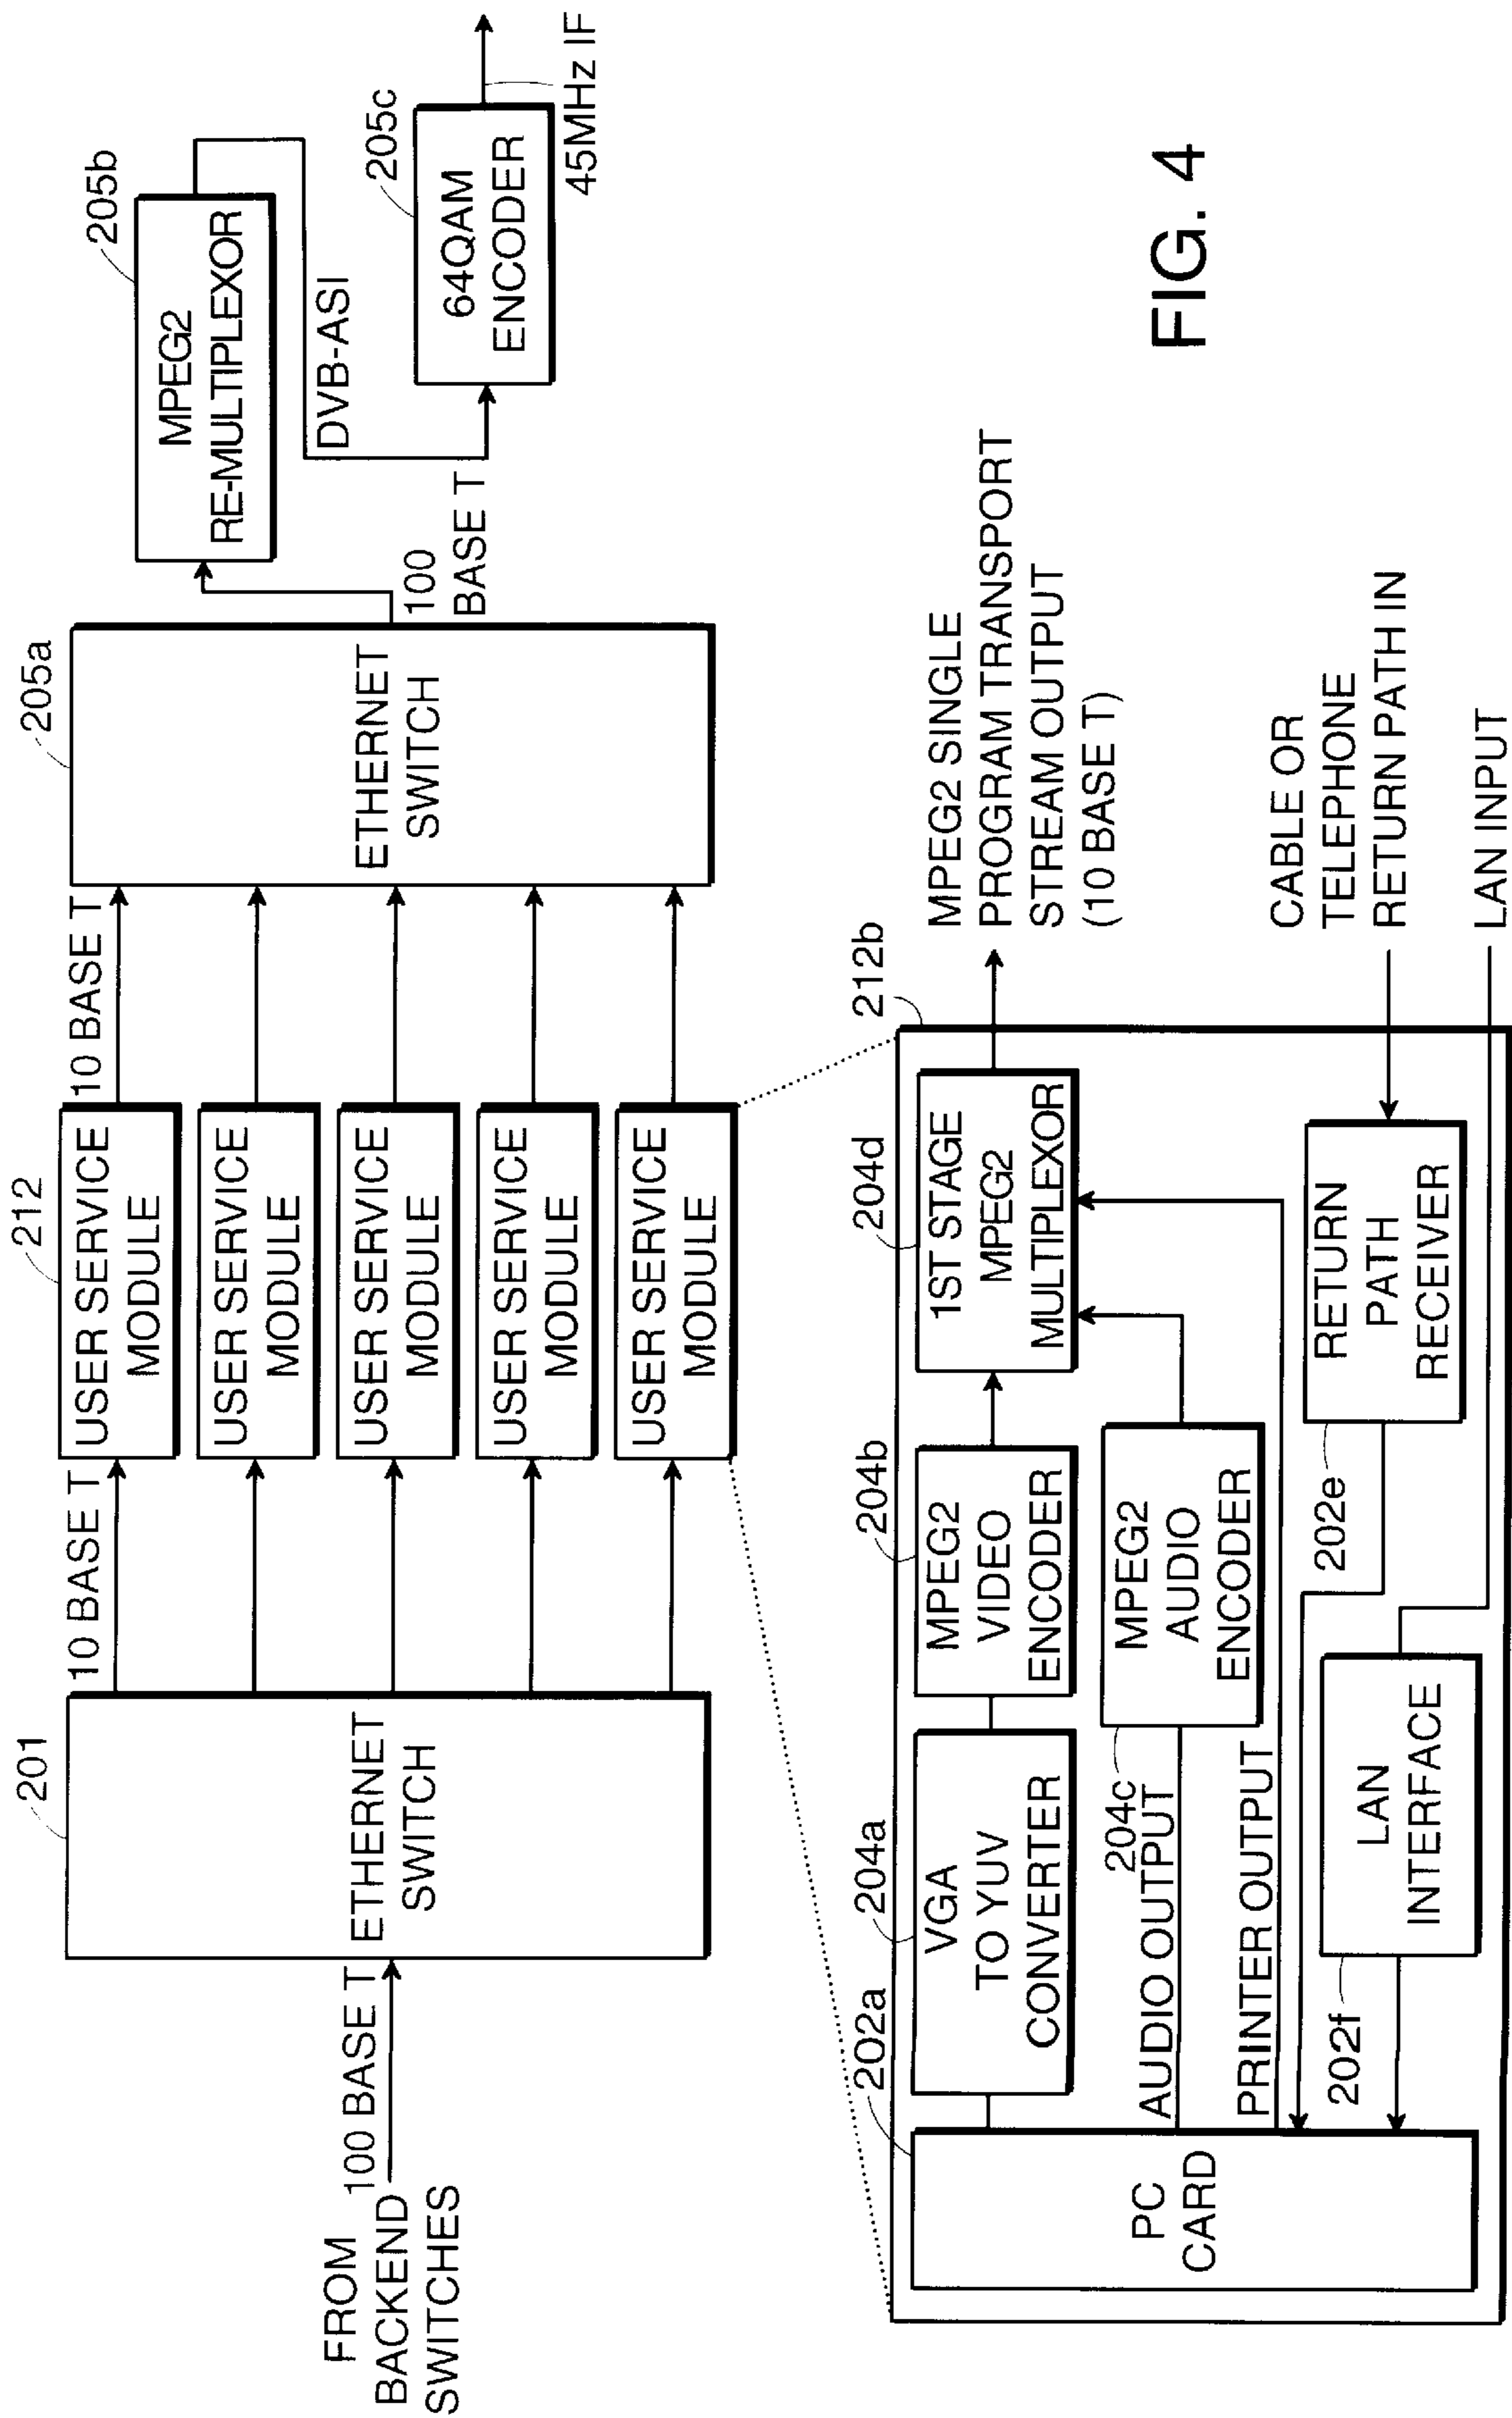 FROM
BACKEND
SWITCHES
100 BASE T
201
ETHERNET
SWITCH
10 BASE T
212
USER SERVICE
MODULE
USER SERVICE
MODULE
USER SERVICE
MODULE
USER SERVICE
MODULE
USER SERVICE
MODULE
10 BASE T
205a
ETHERNET
SWITCH
100
BASE T
205b
MPEG2
RE-MULTIPLEXOR
DVB-ASI
205c
64QAM
ENCODER
45MHz IF
202a
PC
CARD
204a
VGA
TO YUV
CONVERTER
204b
MPEG2
VIDEO
ENCODER
204d
1ST STAGE
MPEG2
MULTIPLEXOR
212b
MPEG2 SINGLE
PROGRAM TRANSPORT
STREAM OUTPUT
(10 BASE T)
AUDIO OUTPUT
204c
MPEG2
AUDIO
ENCODER
PRINTER OUTPUT
202e
RETURN
PATH
RECEIVER
CABLE OR
TELEPHONE
RETURN PATH IN
202f
LAN
INTERFACE
LAN INPUT
FIG. 4